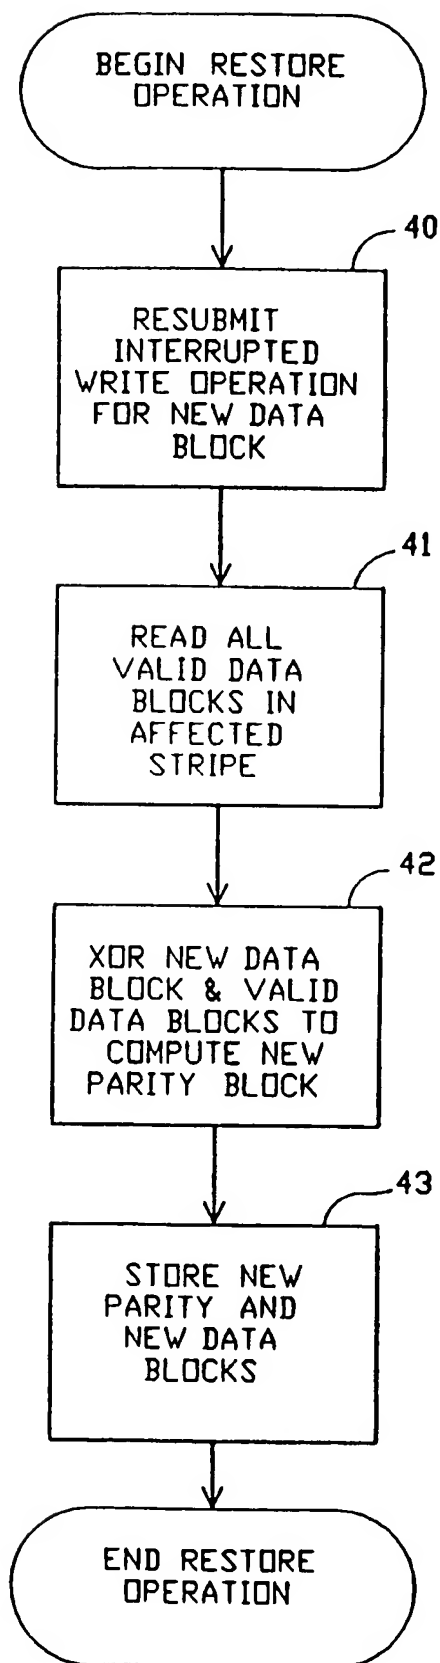 BEGIN RESTORE
OPERATION
40
RESUBMIT
INTERRUPTED
WRITE OPERATION
FOR NEW DATA
BLOCK
41
READ ALL
VALID DATA
BLOCKS IN
AFFECTED
STRIPE
42
XOR NEW DATA
BLOCK & VALID
DATA BLOCKS TO
COMPUTE NEW
PARITY BLOCK
43
STORE NEW
PARITY AND
NEW DATA
BLOCKS
END RESTORE
OPERATION